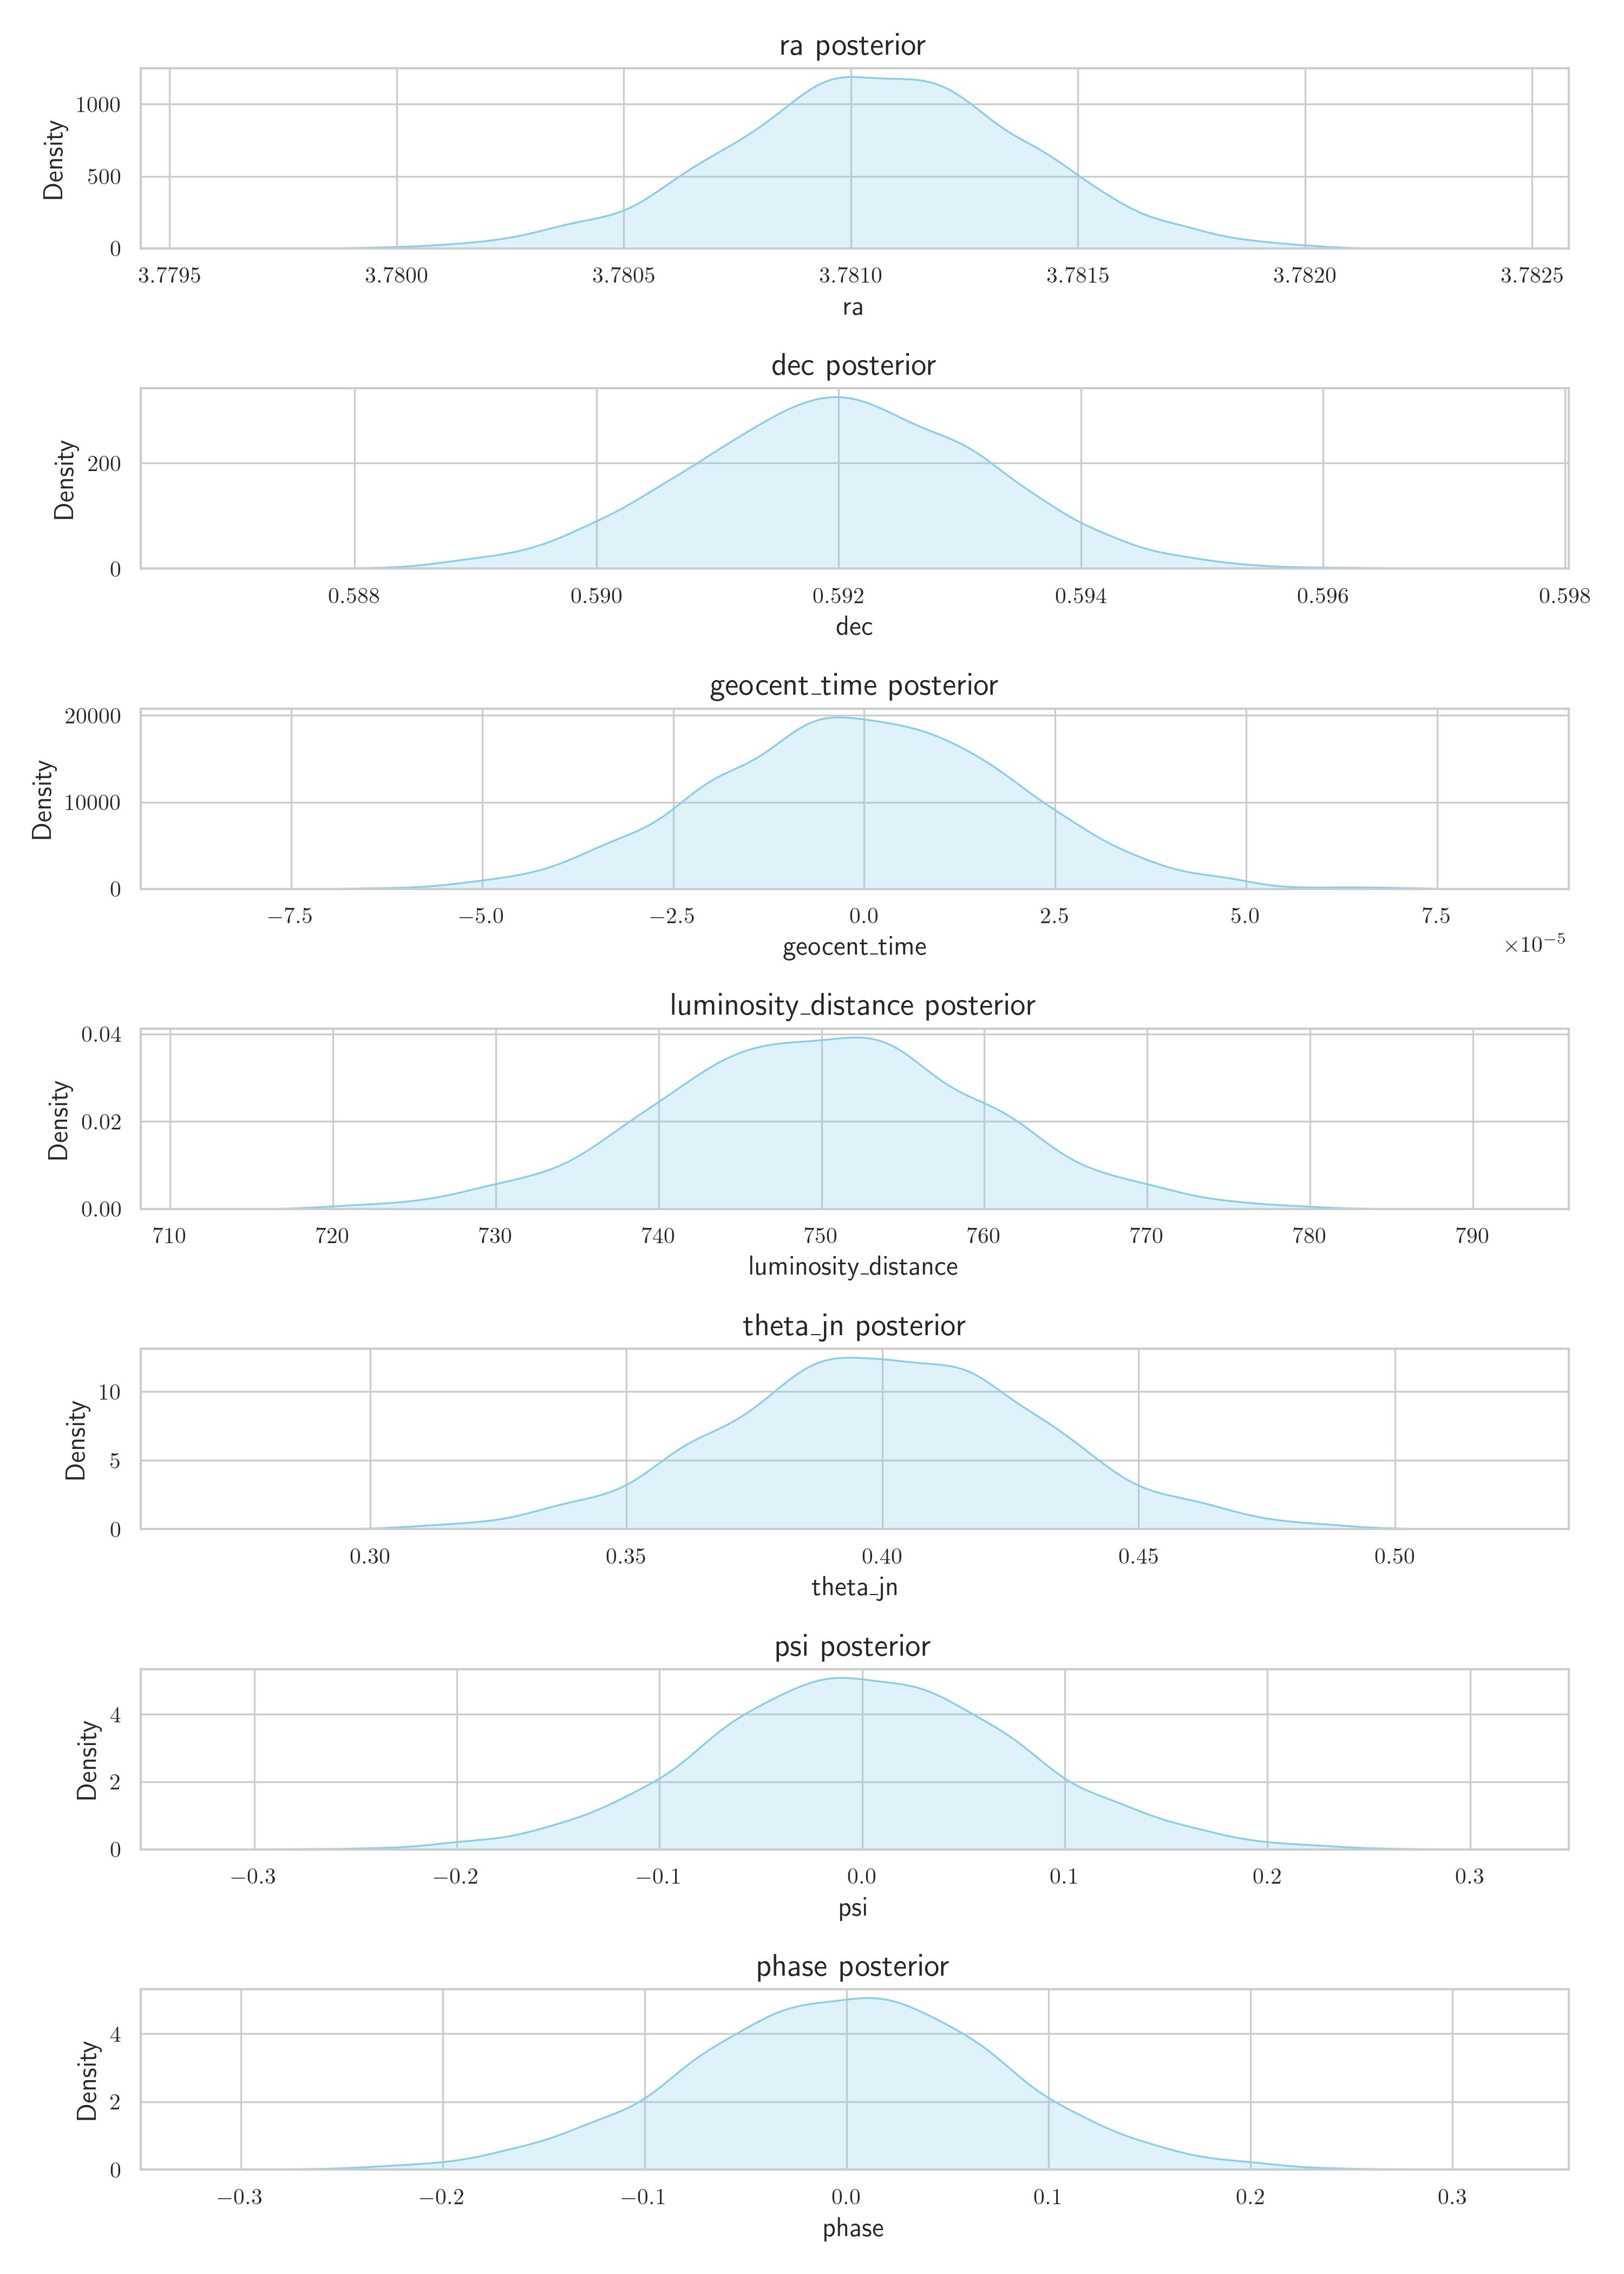 ra posterior
Density
1000
500
0
3.7795 3.7800 3.7805 3.7810 3.7815 3.7820 3.7825
ra
dec posterior
Density
200
0
0.588 0.590 0.592 0.594 0.596 0.598
dec
geocent_time posterior
Density
20000
10000
0
−7.5 −5.0 −2.5 0.0 2.5 5.0 7.5
×10⁻⁵
geocent_time
luminosity_distance posterior
Density
0.04
0.02
0.00
710 720 730 740 750 760 770 780 790
luminosity_distance
theta_jn posterior
Density
10
5
0
0.30 0.35 0.40 0.45 0.50
theta_jn
psi posterior
Density
4
2
0
−0.3 −0.2 −0.1 0.0 0.1 0.2 0.3
psi
phase posterior
Density
4
2
0
−0.3 −0.2 −0.1 0.0 0.1 0.2 0.3
phase